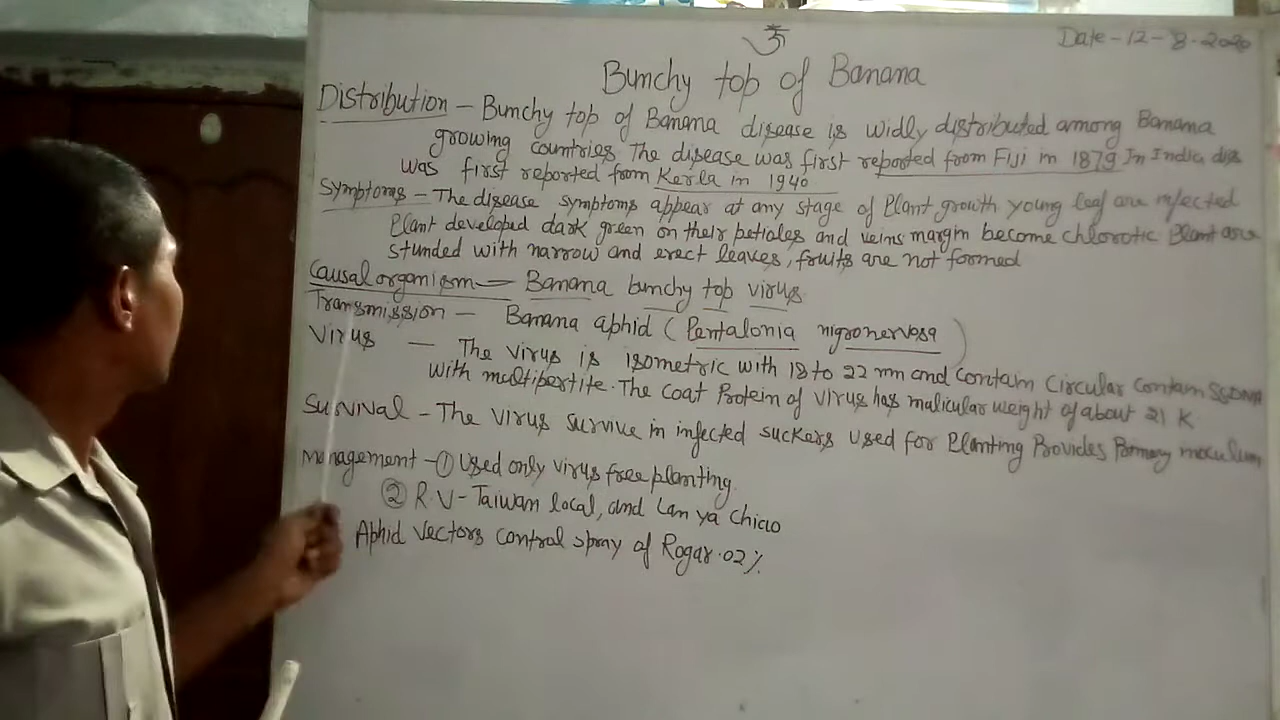 ॐ
Date-12-8-2020
Bunchy top of Banana
Distribution - Bunchy top of Banana disease is widly distributed among Banana
growing countries The disease was first reported from Fiji in 1879 In India dis
was first reported from Kerla in 1940
Symptoms - The disease symptoms appear at any stage of Plant growth young leaf are infected
Plant developed dark green on their petioles and veins margin become chlorotic Plant are
stunded with narrow and erect leaves, fruits are not formed
Causal organism - Banana bunchy top virus
Transmission - Banana aphid (Pentalonia nigronervosa)
Virus - The virus is isometric with 18 to 22 nm and contain circular contam SSDNA
with multibertite. The coat Protein of virus has malicular weight of about 21 K
Survival - The virus survive in infected suckers used for Planting Provides Primary inoculum
Management - ① Used only virus free planting.
② R.V - Taiwan local, and Lan ya Chiao
Aphid vectors control spray of Rogar .02%.